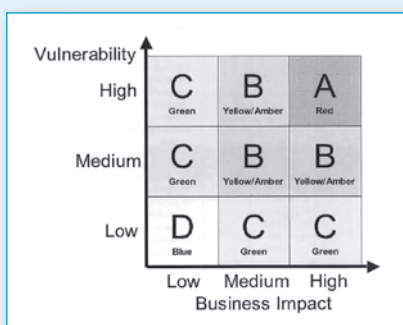 Vulnerability
High
C
B
A
Green
Yellow/Amber
Red
Medium
C
B
B
Green
Yellow/Amber
Yellow/Amber
Low
D
C
C
Blue
Green
Green
Low Medium High
Business Impact